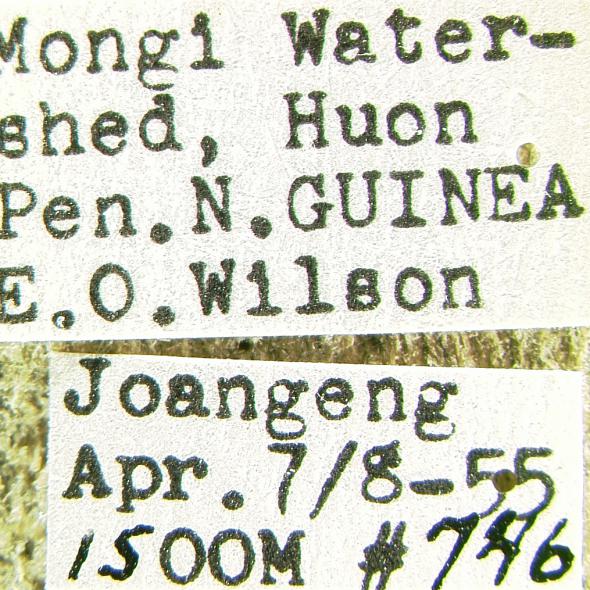 Mongi Water-
shed, Huon
Pen.N.GUINEA
E.O.Wilson
Joangeng
Apr.7/8-55
1500M #746